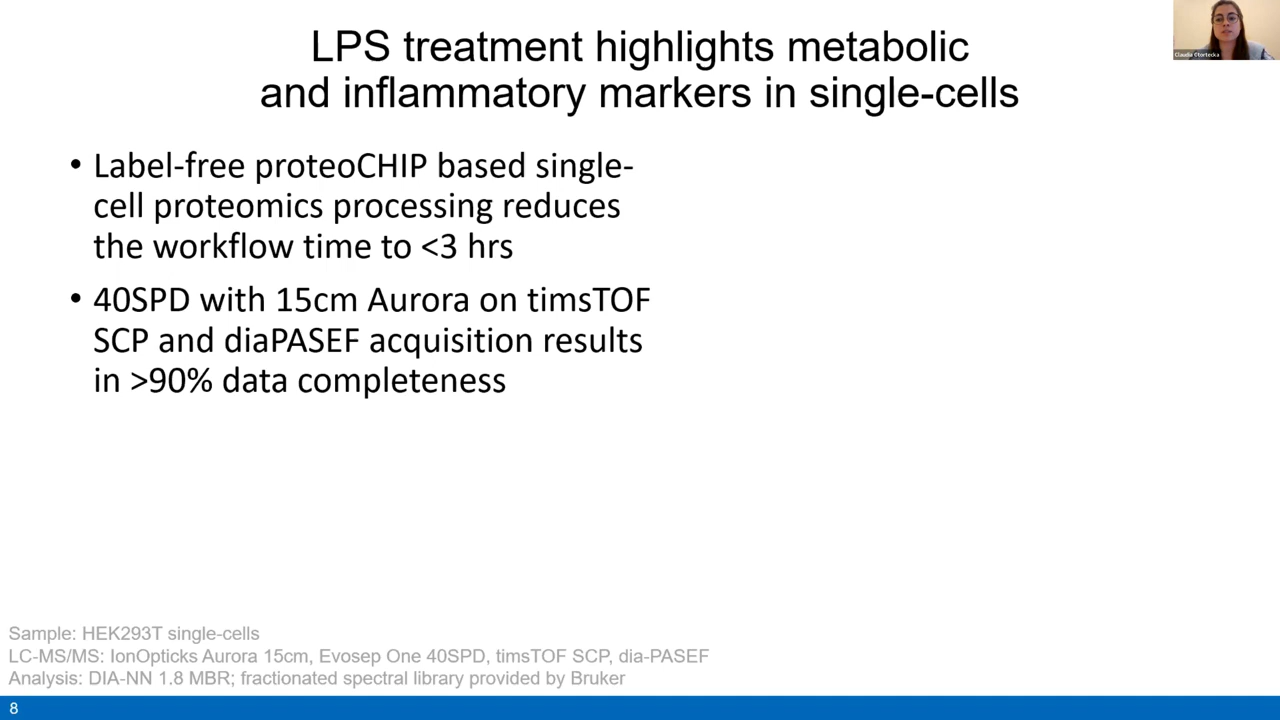 LPS treatment highlights metabolic
and inflammatory markers in single-cells
Claudia Ctortecka
• Label-free proteoCHIP based single-
cell proteomics processing reduces
the workflow time to <3 hrs
• 40SPD with 15cm Aurora on timsTOF
SCP and diaPASEF acquisition results
in >90% data completeness
Sample: HEK293T single-cells
LC-MS/MS: IonOpticks Aurora 15cm, Evosep One 40SPD, timsTOF SCP, dia-PASEF
Analysis: DIA-NN 1.8 MBR; fractionated spectral library provided by Bruker
8